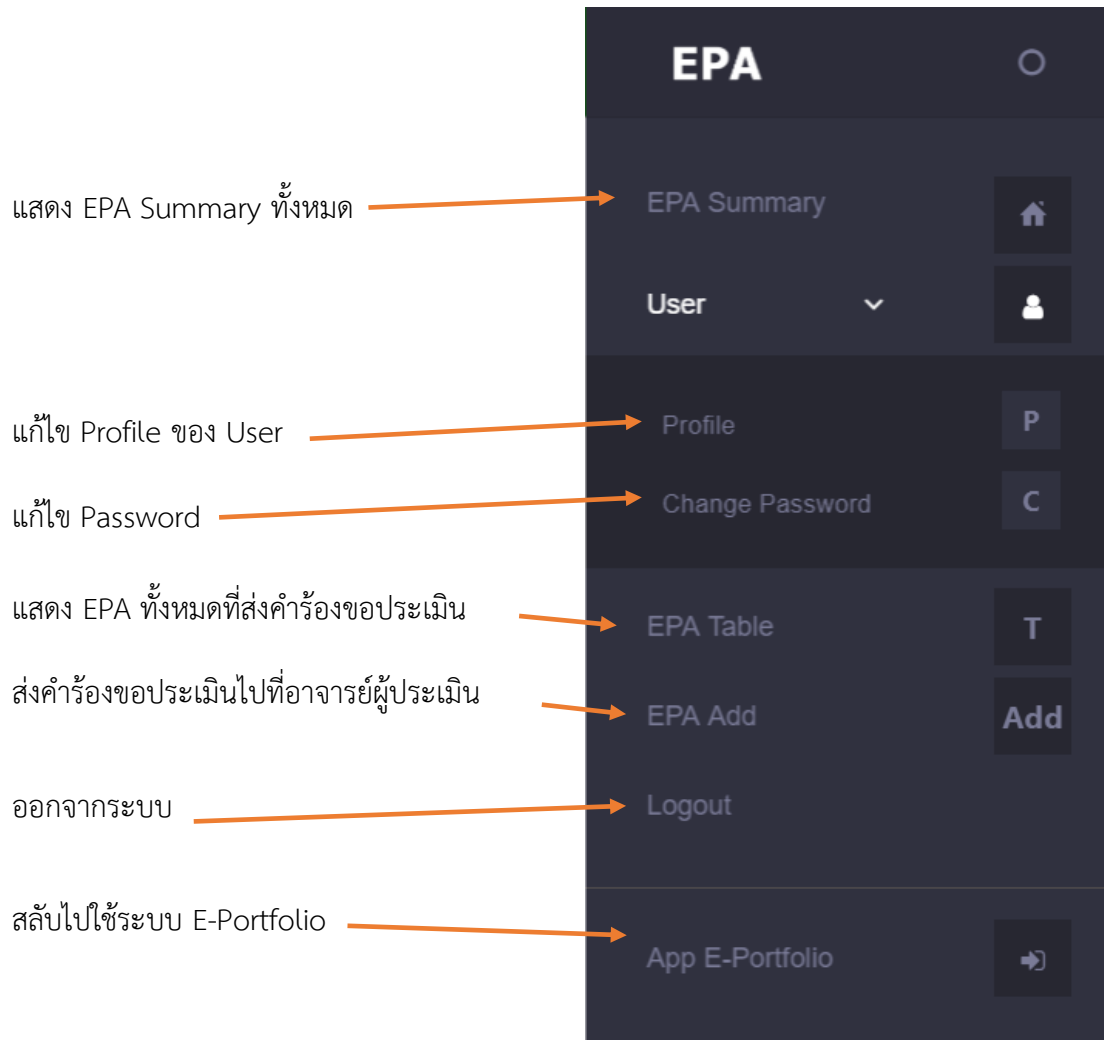 EPA
แสดง EPA Summary ทั้งหมด
EPA Summary
User
แก้ไข Profile ของ User
Profile
P
แก้ไข Password
Change Password
C
แสดง EPA ทั้งหมดที่ส่งคำร้องขอประเมิน
EPA Table
T
ส่งคำร้องขอประเมินไปที่อาจารย์ผู้ประเมิน
EPA Add
Add
ออกจากระบบ
Logout
สลับไปใช้ระบบ E-Portfolio
App E-Portfolio